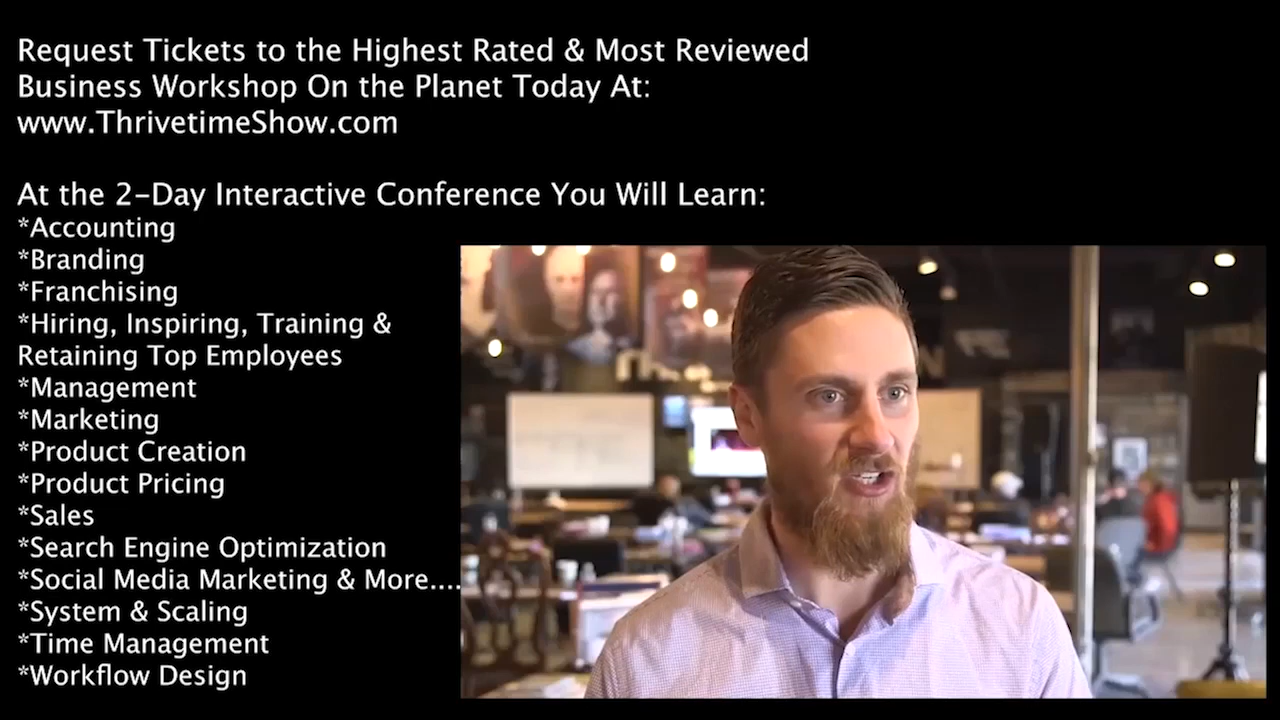 Request Tickets to the Highest Rated & Most Reviewed
Business Workshop On the Planet Today At:
www.ThrivetimeShow.com
At the 2-Day Interactive Conference You Will Learn:
*Accounting
*Branding
*Franchising
*Hiring, Inspiring, Training &
Retaining Top Employees
*Management
*Marketing
*Product Creation
*Product Pricing
*Sales
*Search Engine Optimization
*Social Media Marketing & More....
*System & Scaling
*Time Management
*Workflow Design